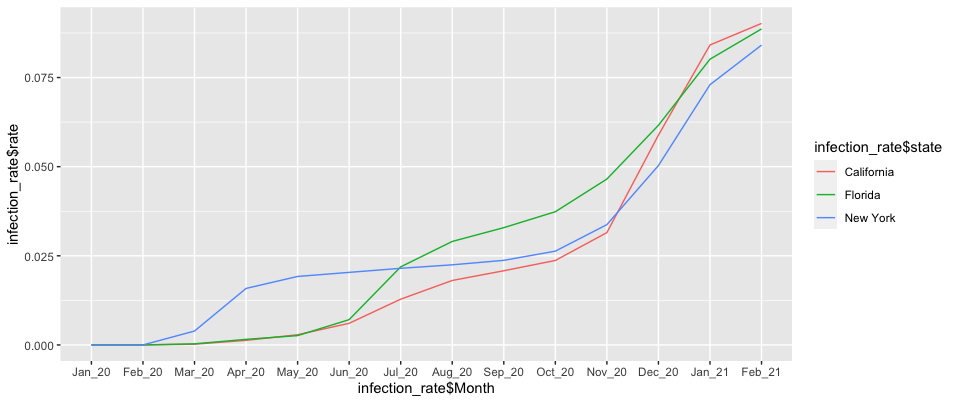 infection_rate$rate
0.075
0.050
0.025
0.000
Jan_20 Feb_20 Mar_20 Apr_20 May_20 Jun_20 Jul_20 Aug_20 Sep_20 Oct_20 Nov_20 Dec_20 Jan_21 Feb_21
infection_rate$Month
infection_rate$state
California
Florida
New York